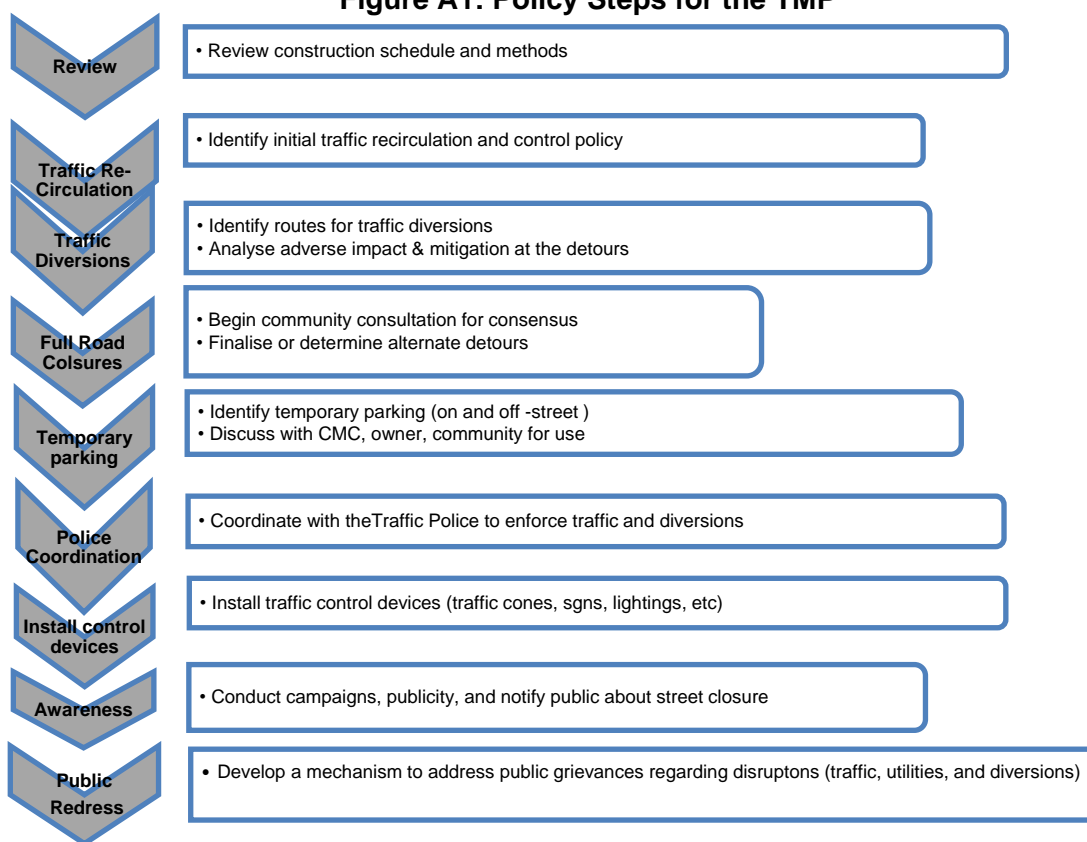 Figure A1: Policy Steps for the TMP
Review
• Review construction schedule and methods
Traffic Re-
Circulation
• Identify initial traffic recirculation and control policy
Traffic
Diversions
• Identify routes for traffic diversions
• Analyse adverse impact & mitigation at the detours
Full Road
Colsures
• Begin community consultation for consensus
• Finalise or determine alternate detours
Temporary
parking
• Identify temporary parking (on and off -street )
• Discuss with CMC, owner, community for use
Police
Coordination
• Coordinate with theTraffic Police to enforce traffic and diversions
Install control
devices
• Install traffic control devices (traffic cones, sgns, lightings, etc)
Awareness
• Conduct campaigns, publicity, and notify public about street closure
Public
Redress
• Develop a mechanism to address public grievances regarding disruptons (traffic, utilities, and diversions)